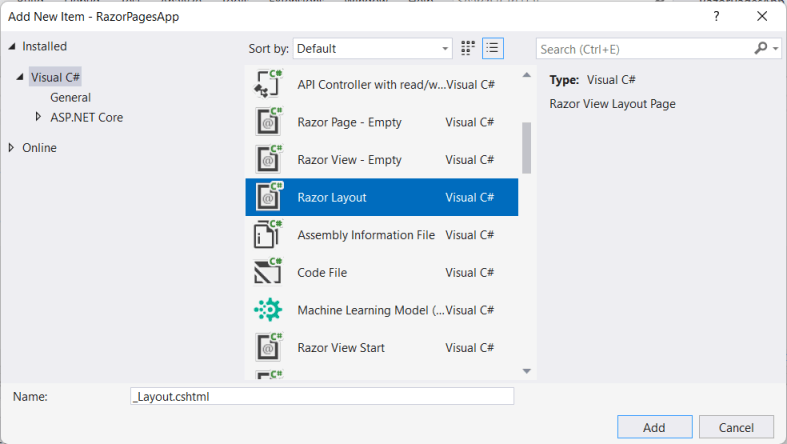 Add New Item - RazorPagesApp
? ×
Installed
Visual C#
General
ASP.NET Core
Online
Sort by: Default
Search (Ctrl+E)
API Controller with read/w... Visual C#
Razor Page - Empty Visual C#
Razor View - Empty Visual C#
Razor Layout Visual C#
Assembly Information File Visual C#
Code File Visual C#
Machine Learning Model (... Visual C#
Razor View Start Visual C#
Type: Visual C#
Razor View Layout Page
Name: _Layout.cshtml
Add Cancel